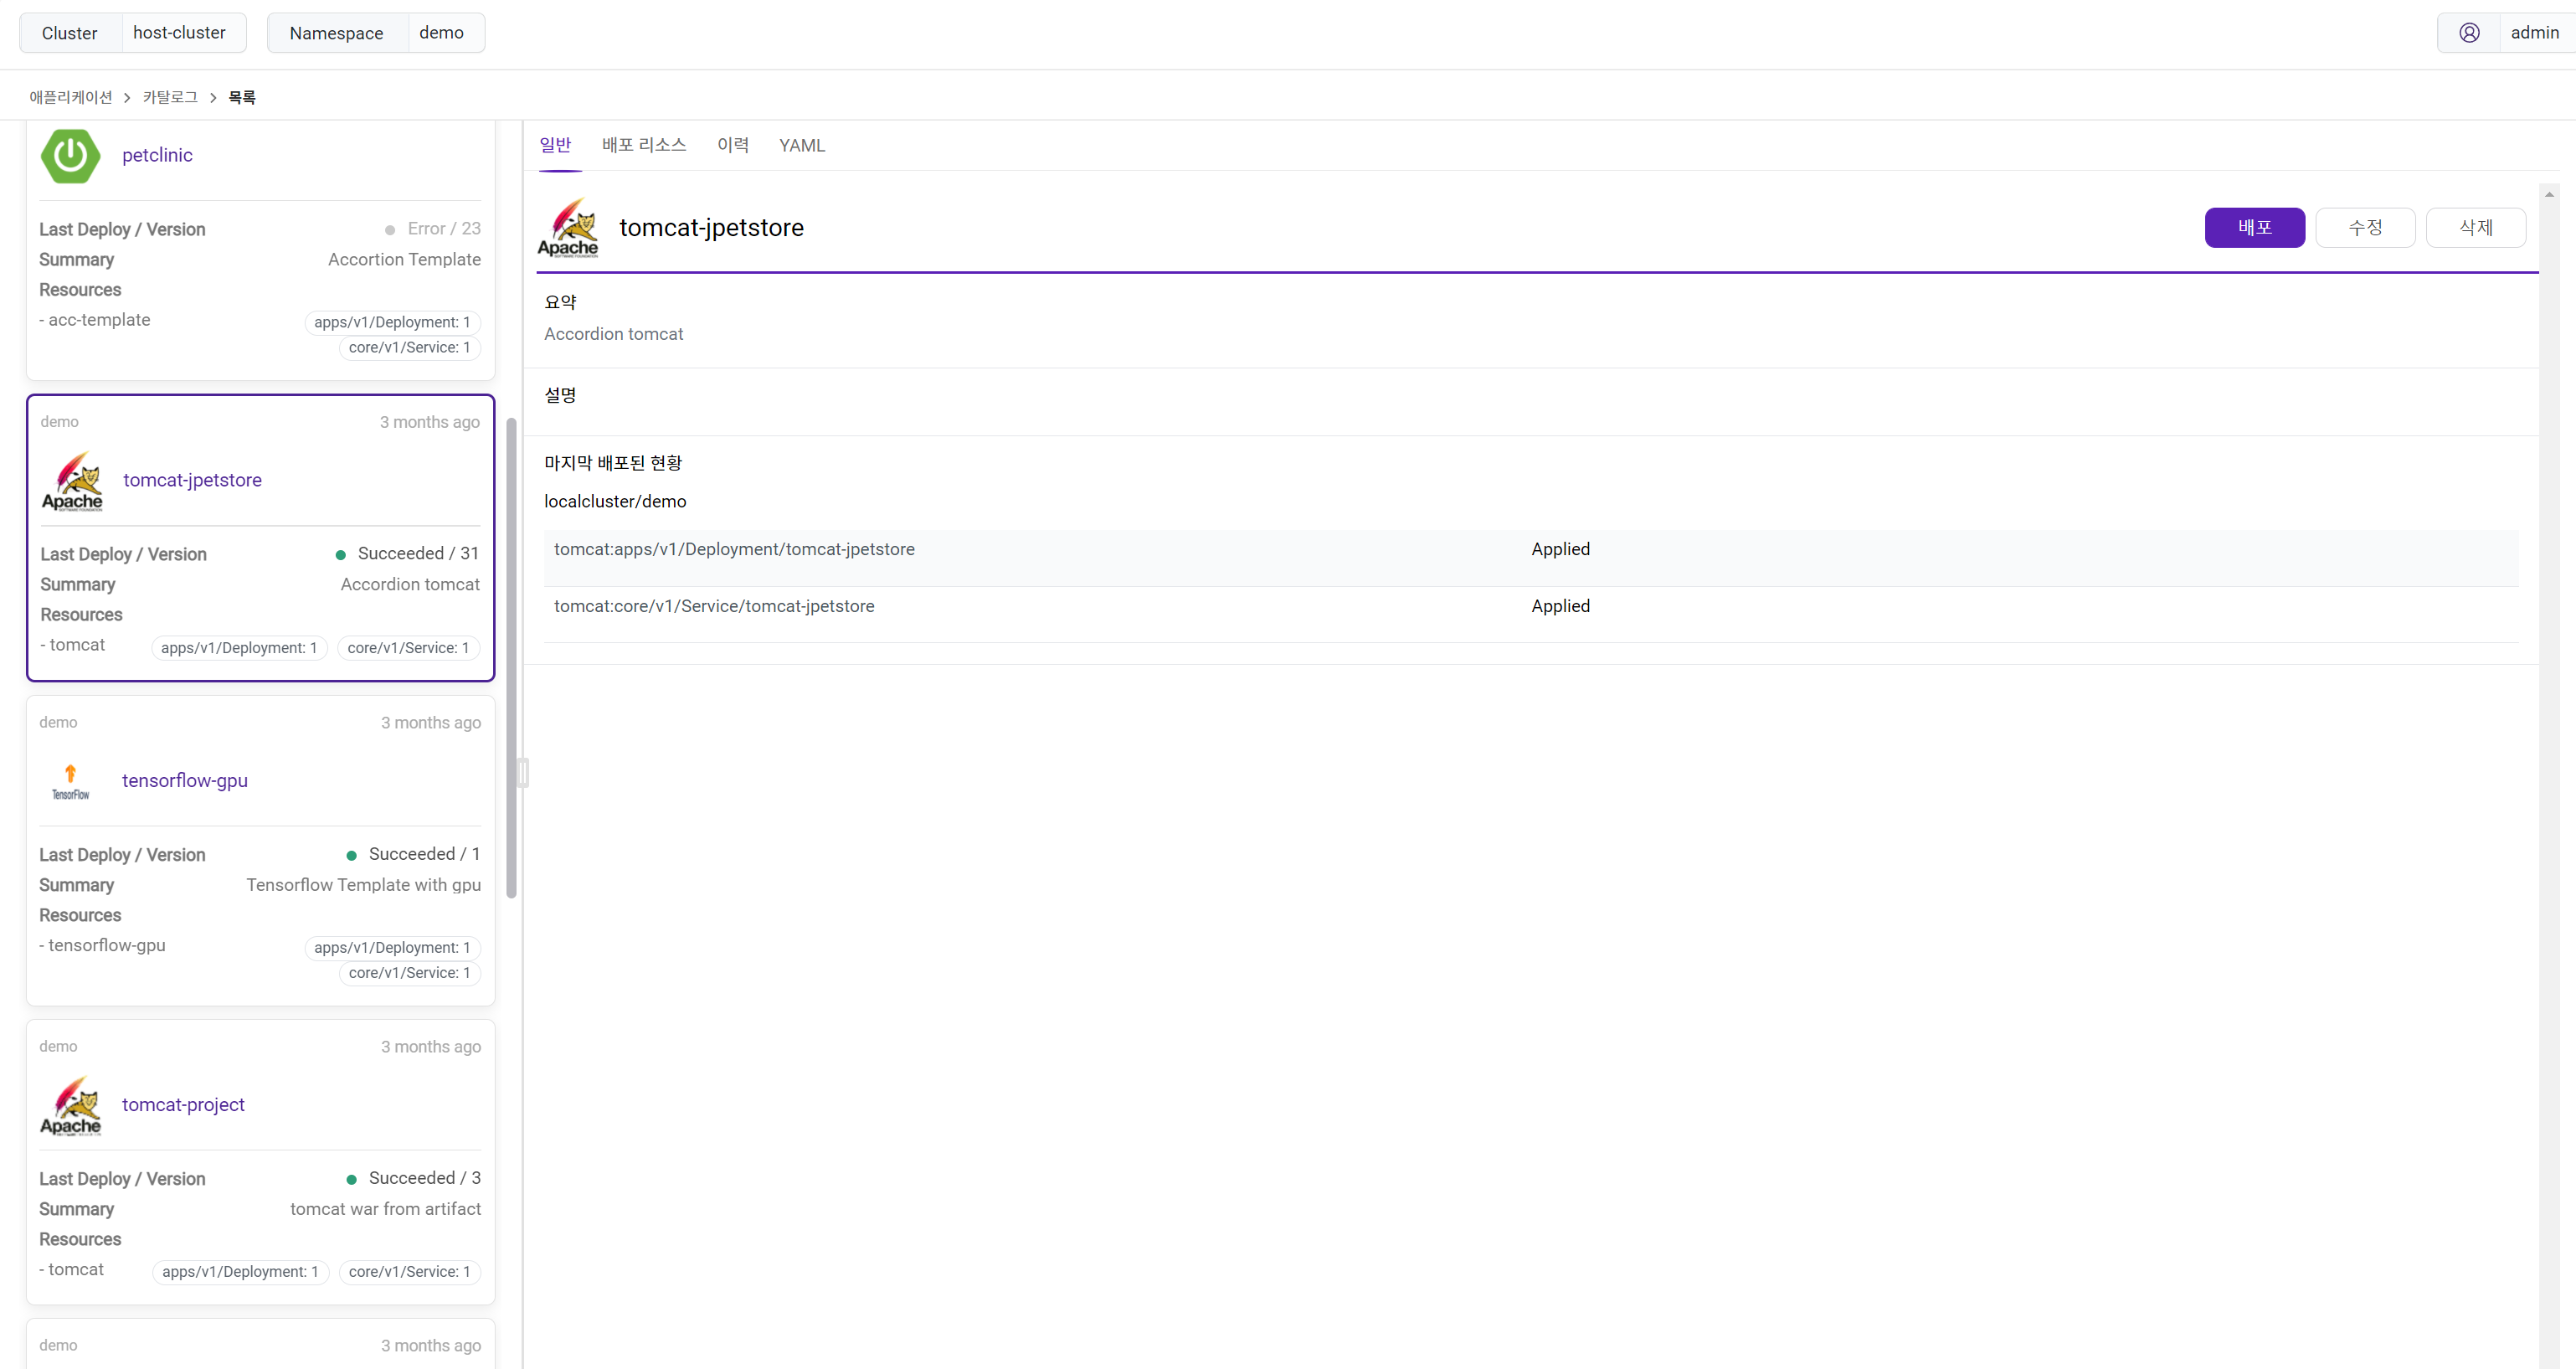 Cluster host-cluster Namespace demo admin
애플리케이션 > 카탈로그 > 목록
petclinic
Last Deploy / Version Error / 23
Summary Accortion Template
Resources
- acc-template apps/v1/Deployment: 1
core/v1/Service: 1
demo 3 months ago
Apache
SOFTWARE FOUNDATION
tomcat-jpetstore
Last Deploy / Version Succeeded / 31
Summary Accordion tomcat
Resources
- tomcat apps/v1/Deployment: 1 core/v1/Service: 1
demo 3 months ago
TensorFlow
tensorflow-gpu
Last Deploy / Version Succeeded / 1
Summary Tensorflow Template with gpu
Resources
- tensorflow-gpu apps/v1/Deployment: 1
core/v1/Service: 1
demo 3 months ago
Apache
tomcat-project
Last Deploy / Version Succeeded / 3
Summary tomcat war from artifact
Resources
- tomcat apps/v1/Deployment: 1 core/v1/Service: 1
demo 3 months ago
일반 배포 리소스 이력 YAML
Apache
SOFTWARE FOUNDATION
tomcat-jpetstore
배포 수정 삭제
요약
Accordion tomcat
설명
마지막 배포된 현황
localcluster/demo
tomcat:apps/v1/Deployment/tomcat-jpetstore Applied
tomcat:core/v1/Service/tomcat-jpetstore Applied